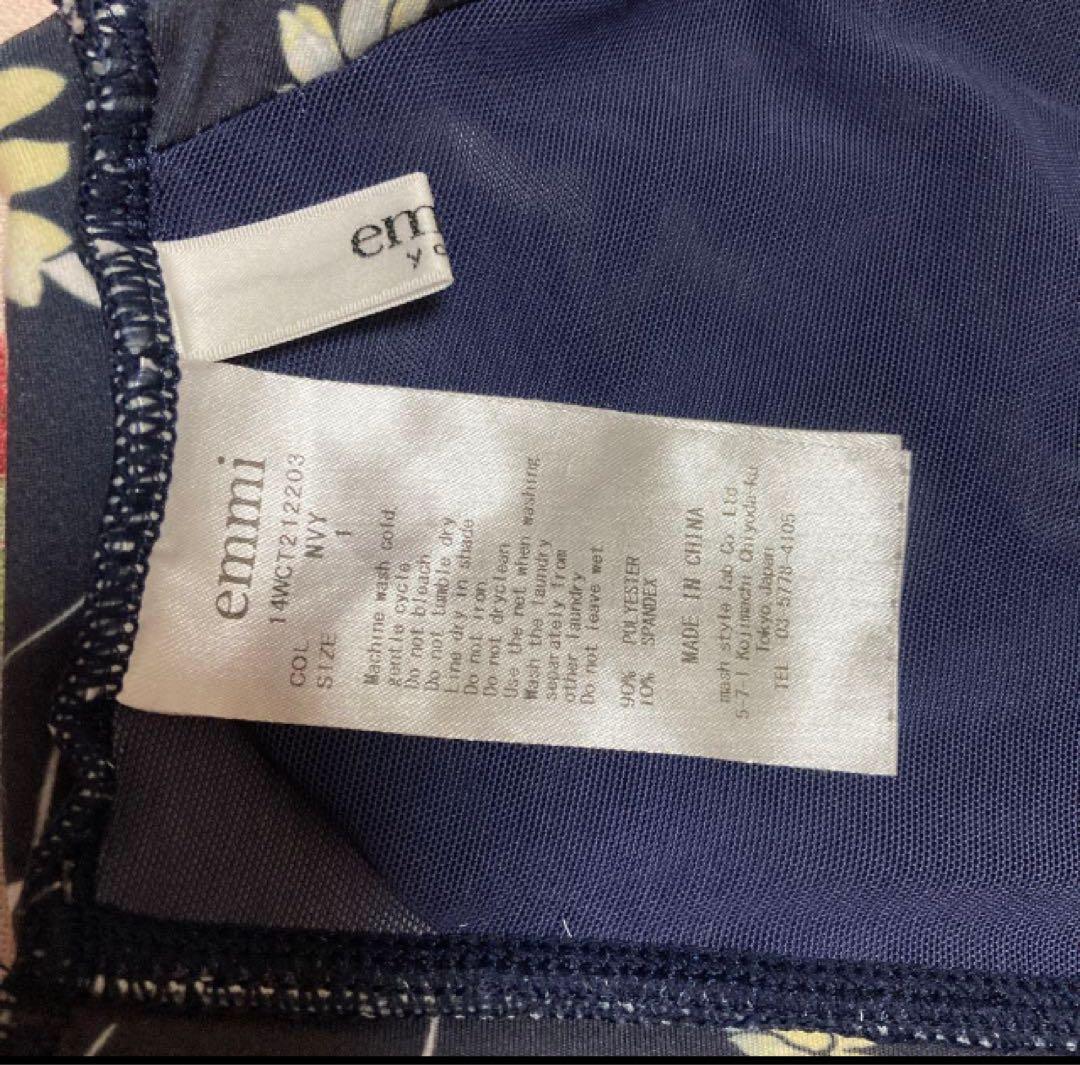 em
yo
emmi
14WCT212203
COL NVY
SIZE 1
Machine wash cold
gentle cycle
Do not bleach
Do not tumble dry
Line dry in shade
Do not iron
Do not dryclean
Use the net when washing
Wash the laundry
separately from
other laundry
Do not leave wet
90% POLYESTER
10% SPANDEX
MADE IN CHINA
mash style lab Co.Ltd
5-7-1 Kojimachi Chiyoda-ku
Tokyo Japan
TEL 03-5778-4105